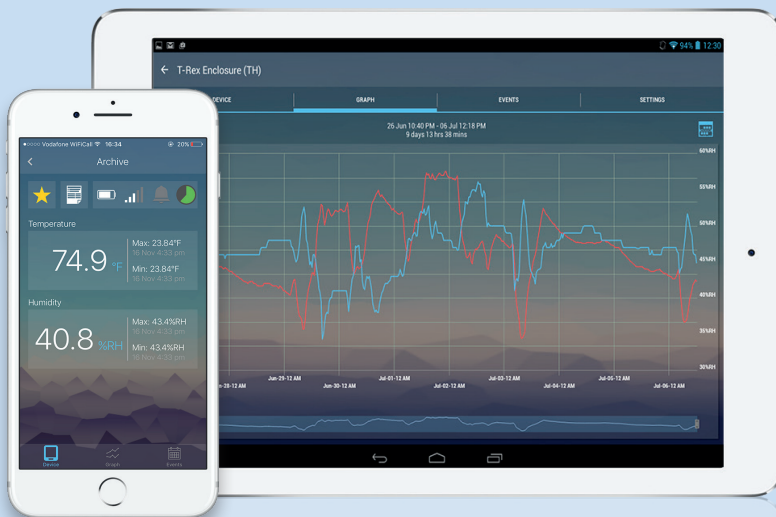 Vodafone WiFiCall 16:34 20%
Archive
Temperature
74.9 °F
Max: 23.84°F
16 Nov 4:33 pm
Min: 23.84°F
16 Nov 4:33 pm
Humidity
40.8 %RH
Max: 43.4%RH
16 Nov 4:33 pm
Min: 43.4%RH
16 Nov 4:33 pm
Device Graph Events
94% 12:30
T-Rex Enclosure (TH)
DEVICE GRAPH EVENTS SETTINGS
26 Jun 10:40 PM - 06 Jul 12:18 PM
9 days 13 hrs 38 mins
60%RH
55%RH
50%RH
45%RH
40%RH
35%RH
30%RH
Jun-29-12 AM Jul-01-12 AM Jul-03-12 AM Jul-05-12 AM
Jun-30-12 AM Jul-02-12 AM Jul-04-12 AM Jul-06-12 AM